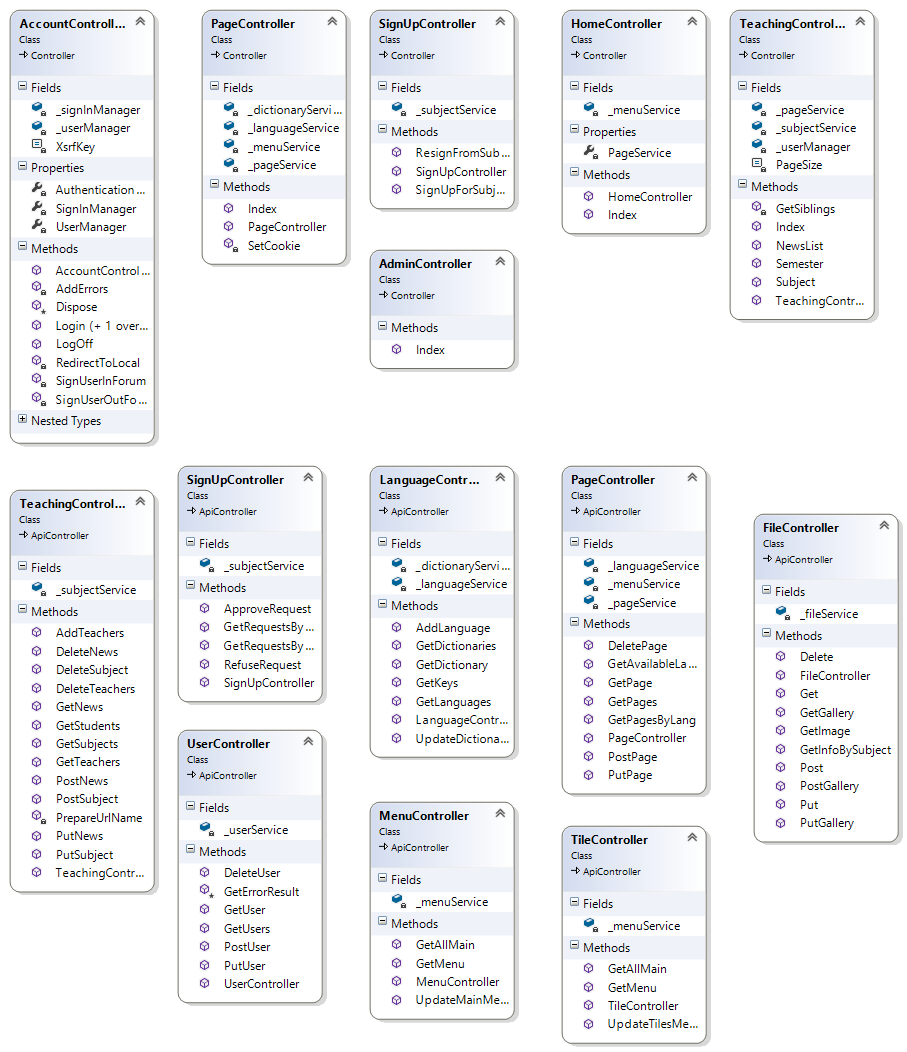 AccountControll...
Class
Controller
Fields
_signInManager
_userManager
XsrfKey
Properties
Authentication ...
SignInManager
UserManager
Methods
AccountControl...
AddErrors
Dispose
Login (+ 1 over...
LogOff
RedirectToLocal
SignUserInForum
SignUserOutFo...
Nested Types
PageController
Class
Controller
Fields
_dictionaryServi...
_languageService
_menuService
_pageService
Methods
Index
PageController
SetCookie
SignUpController
Class
Controller
Fields
_subjectService
Methods
ResignFromSub...
SignUpController
SignUpForSubj...
AdminController
Class
Controller
Methods
Index
HomeController
Class
Controller
Fields
_menuService
Properties
PageService
Methods
HomeController
Index
TeachingControl...
Class
Controller
Fields
_pageService
_subjectService
_userManager
PageSize
Methods
GetSiblings
Index
NewsList
Semester
Subject
TeachingContr...
TeachingControl...
Class
ApiController
Fields
_subjectService
Methods
AddTeachers
DeleteNews
DeleteSubject
DeleteTeachers
GetNews
GetStudents
GetSubjects
GetTeachers
PostNews
PostSubject
PrepareUrlName
PutNews
PutSubject
TeachingContr...
SignUpController
Class
ApiController
Fields
_subjectService
Methods
ApproveRequest
GetRequestsBy...
GetRequestsBy...
RefuseRequest
SignUpController
UserController
Class
ApiController
Fields
_userService
Methods
DeleteUser
GetErrorResult
GetUser
GetUsers
PostUser
PutUser
UserController
LanguageContr...
Class
ApiController
Fields
_dictionaryServi...
_languageService
Methods
AddLanguage
GetDictionaries
GetDictionary
GetKeys
GetLanguages
LanguageContr...
UpdateDictiona...
MenuController
Class
ApiController
Fields
_menuService
Methods
GetAllMain
GetMenu
MenuController
UpdateMainMe...
PageController
Class
ApiController
Fields
_languageService
_menuService
_pageService
Methods
DeletePage
GetAvailableLa...
GetPage
GetPages
GetPagesByLang
PageController
PostPage
PutPage
TileController
Class
ApiController
Fields
_menuService
Methods
GetAllMain
GetMenu
TileController
UpdateTilesMe...
FileController
Class
ApiController
Fields
_fileService
Methods
Delete
FileController
Get
GetGallery
GetImage
GetInfoBySubject
Post
PostGallery
Put
PutGallery